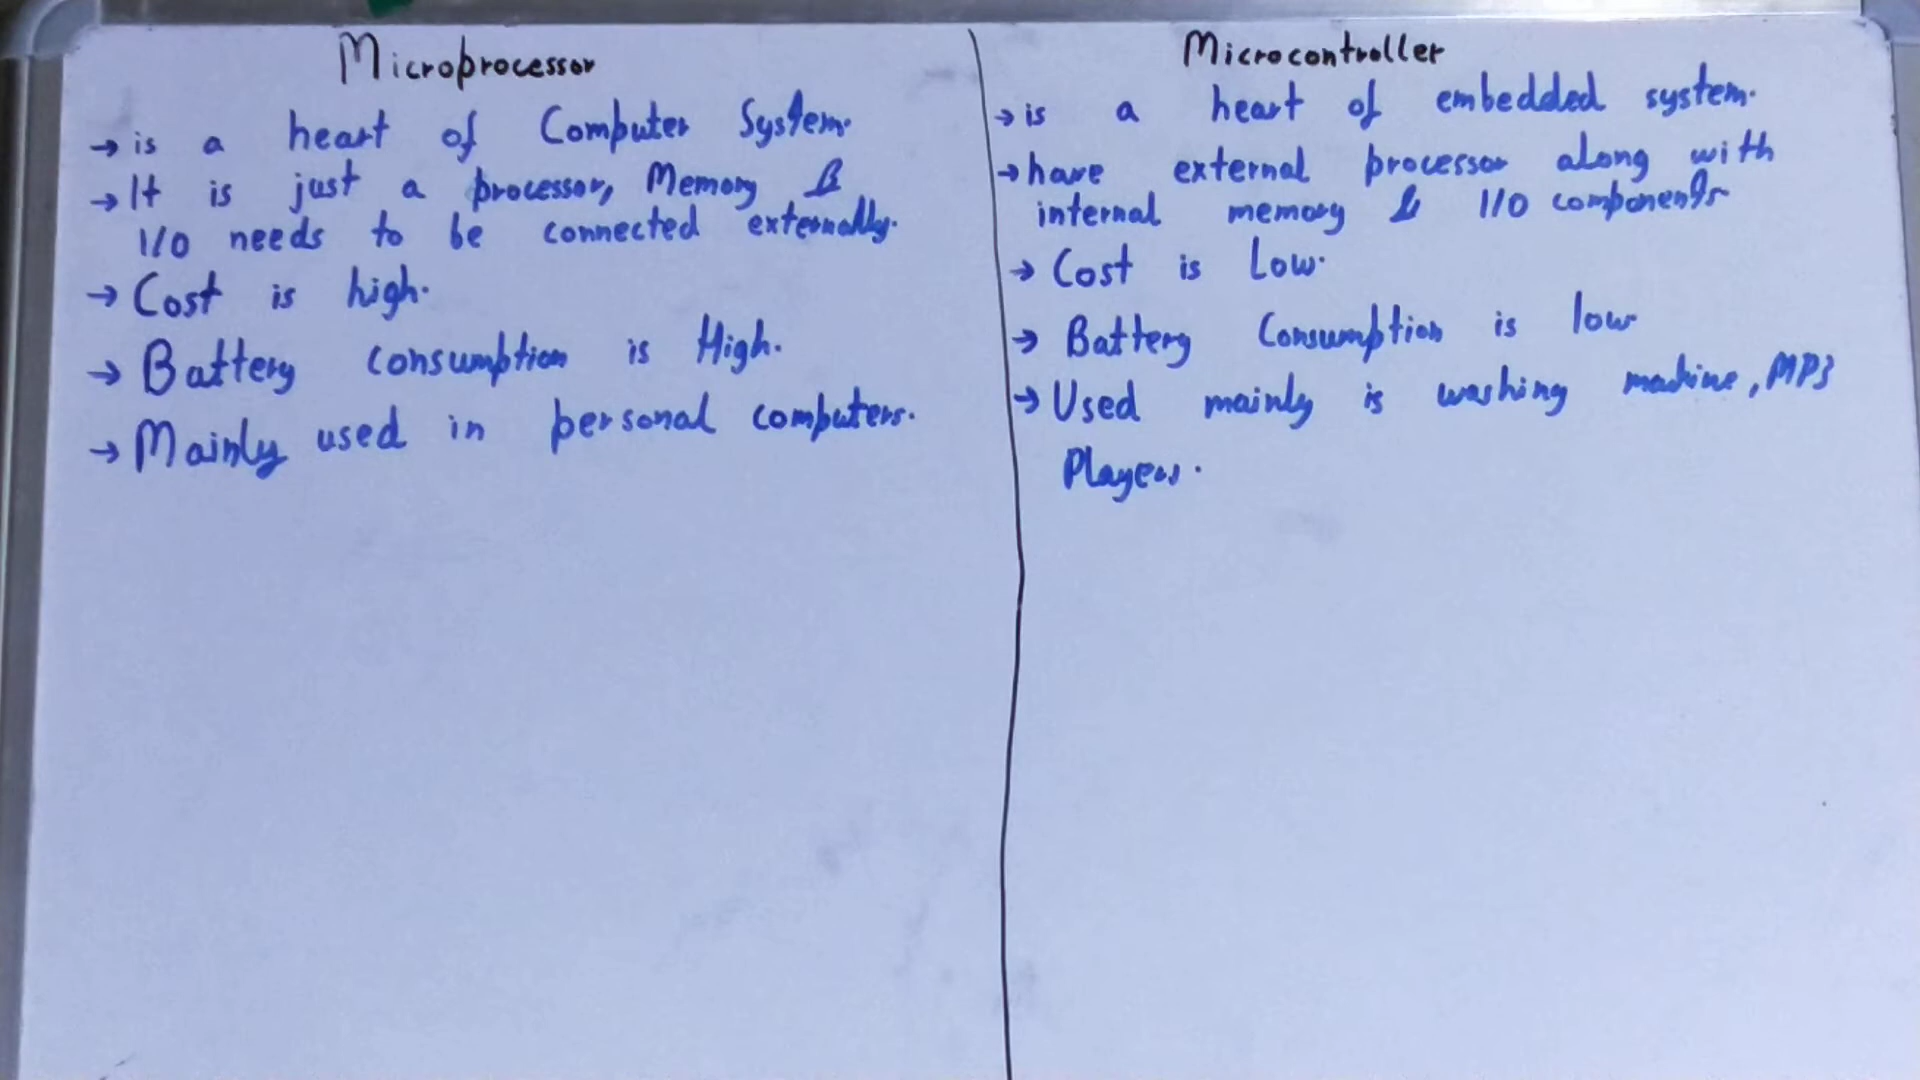 Microprocessor
→ is a heart of Computer System.
→ It is just a processor, Memory &
I/O needs to be connected externally.
→ Cost is high.
→ Battery consumption is High.
→ Mainly used in personal computers.
Microcontroller
→ is a heart of embedded system.
→ have external processor along with
internal memory & I/O components
→ Cost is Low.
→ Battery Consumption is low
→ Used mainly is washing machine, MP3
Players.